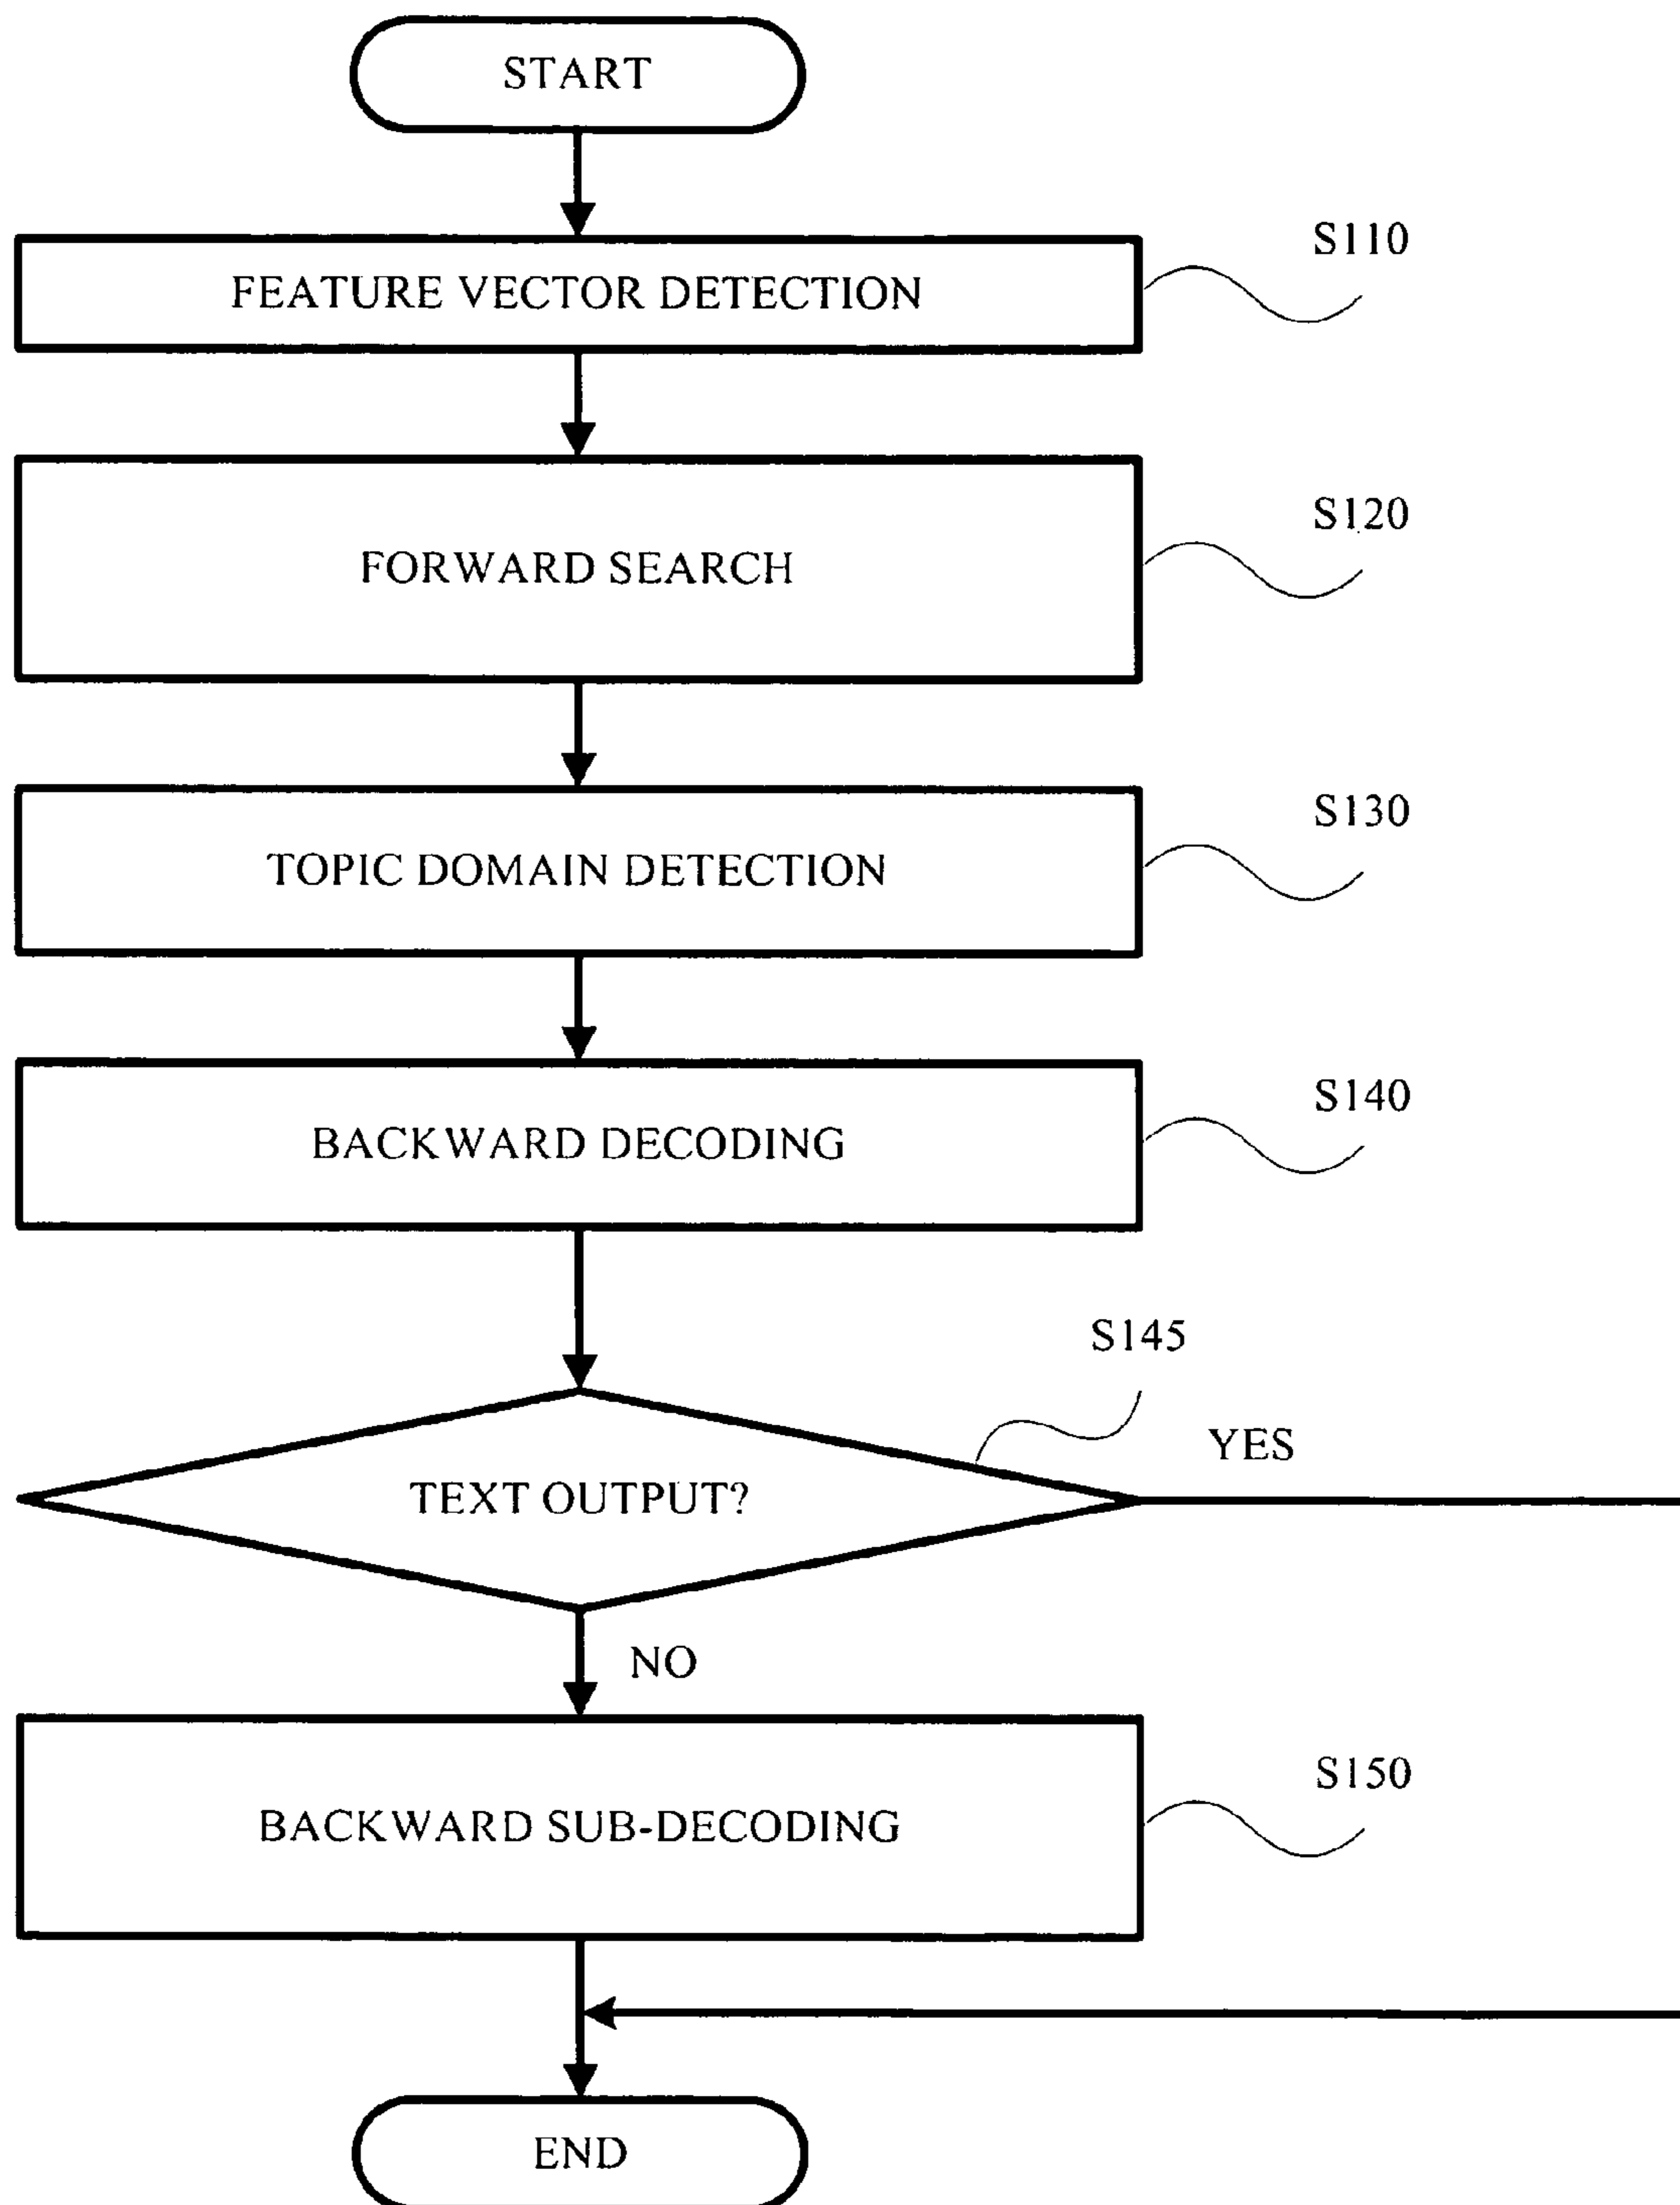 START
S110
FEATURE VECTOR DETECTION
S120
FORWARD SEARCH
S130
TOPIC DOMAIN DETECTION
S140
BACKWARD DECODING
S145
YES
TEXT OUTPUT?
NO
S150
BACKWARD SUB-DECODING
END